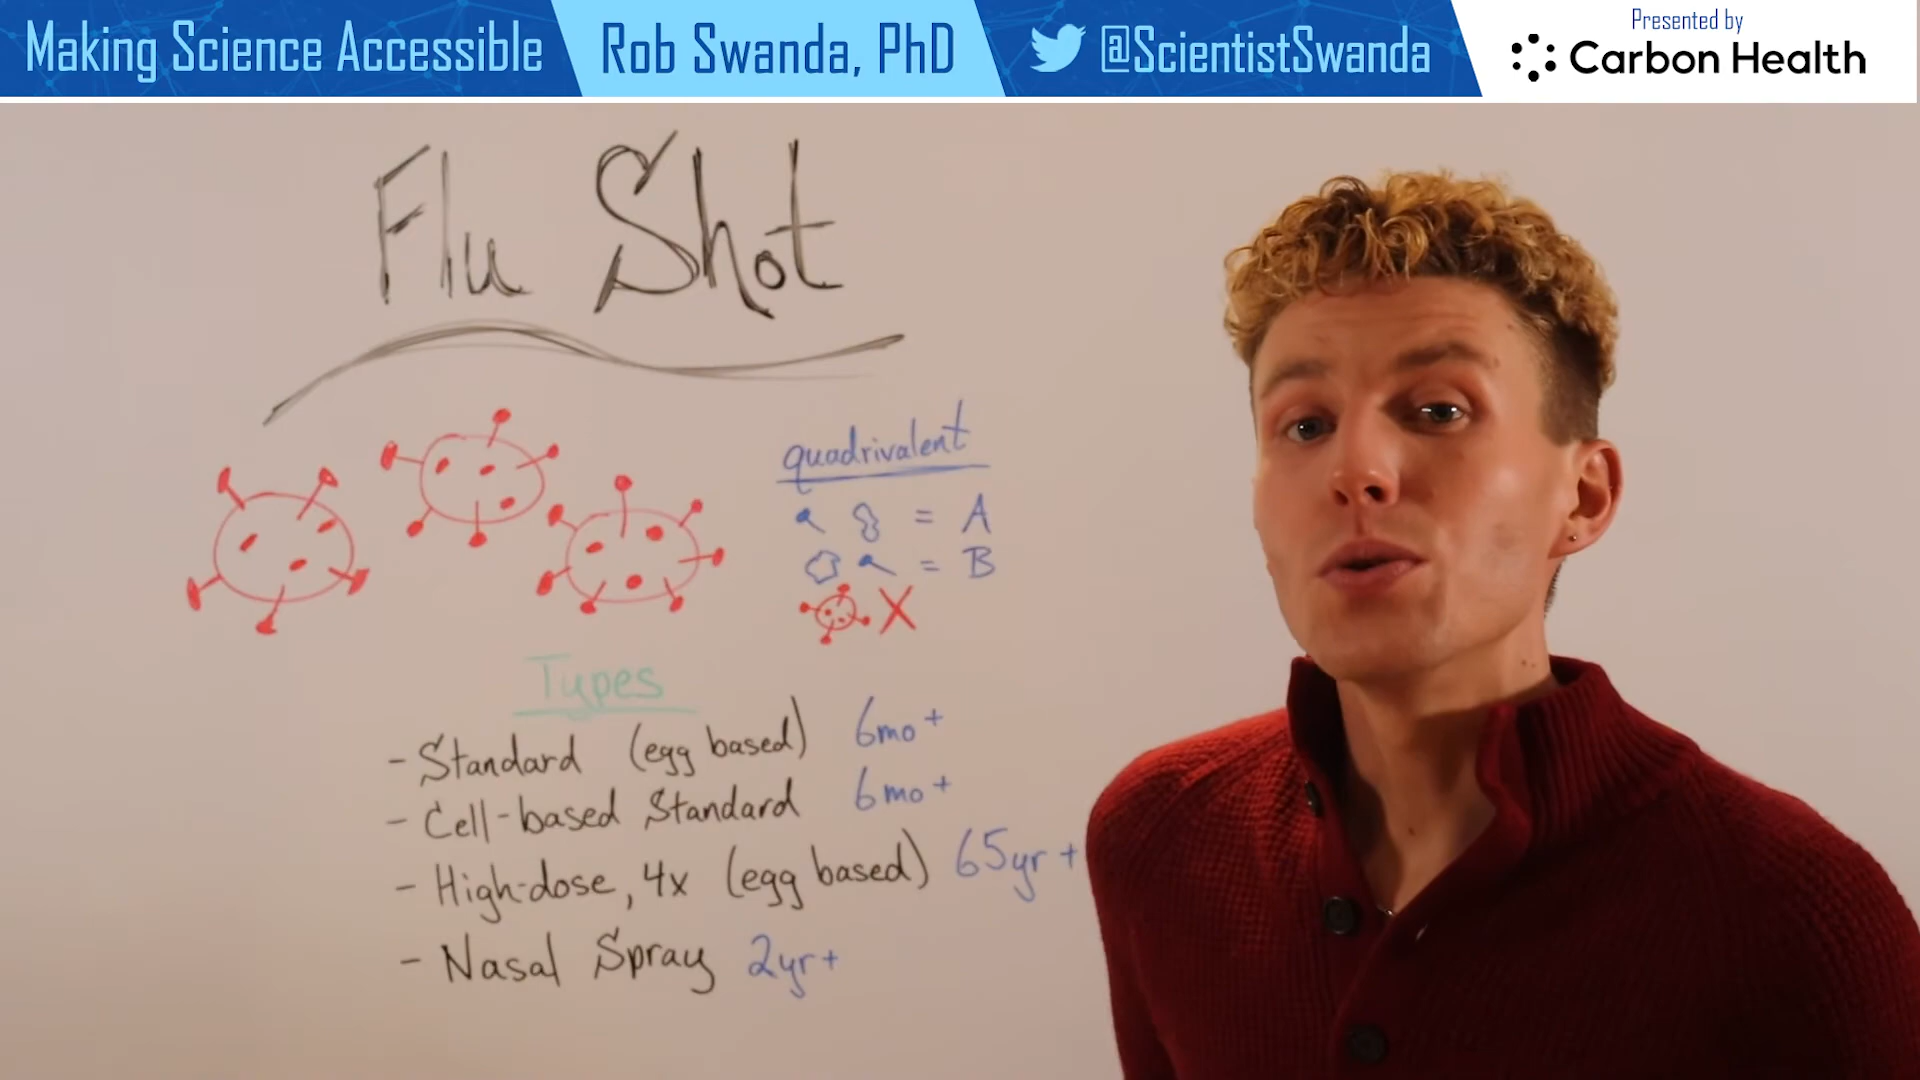 Making Science Accessible
Rob Swanda, PhD
@ScientistSwanda
Presented by
Carbon Health
Flu Shot
quadrivalent
= A
= B
X
Types
- Standard (egg based) 6mo+
- Cell-based Standard 6mo+
- High-dose, 4x (egg based) 65yr+
- Nasal Spray 2yr+